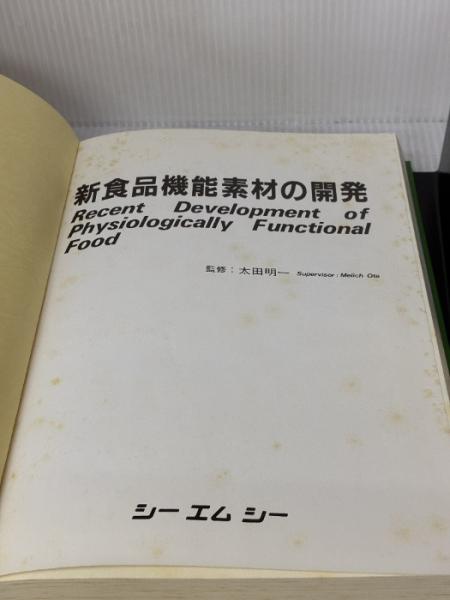 新食品機能素材の開発
Recent Development of
Physiologically Functional
Food
監修：太田明一 Supervisor：Meiich Ota
シーエムシー